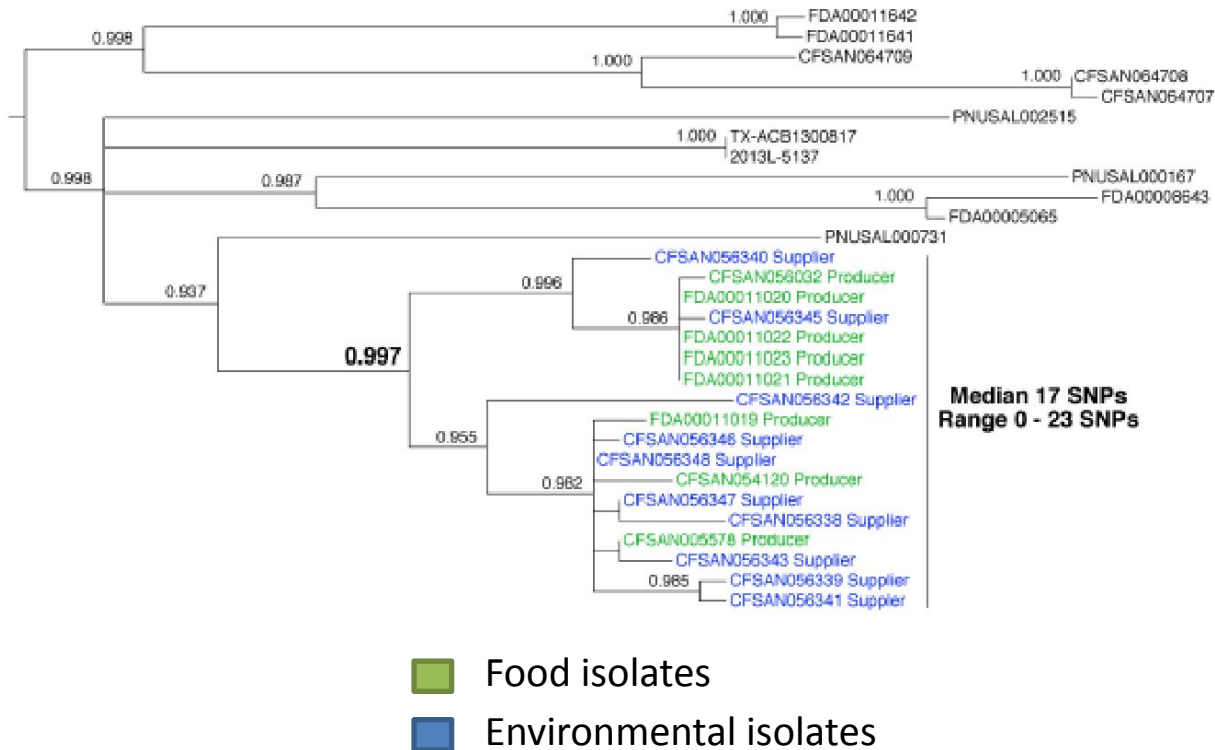 1.000
FDA00011642
0.998
FDA00011641
1.000
CFSAN064709
1.000
CFSAN064708
CFSAN064707
PNUSAL002515
1.000
TX-ACB1300817
2013L-5137
0.998
0.987
PNUSAL000167
1.000
FDA00008643
FDA00005065
PNUSAL000731
0.937
CFSAN056340 Supplier
0.996
CFSAN056032 Producer
FDA00011020 Producer
0.986
CFSAN056345 Supplier
FDA00011022 Producer
0.997
FDA00011023 Producer
FDA00011021 Producer
CFSAN056342 Supplier
Median 17 SNPs
Range 0 - 23 SNPs
FDA00011019 Producer
0.955
CFSAN056346 Supplier
CFSAN056348 Supplier
0.962
CFSAN054120 Producer
CFSAN056347 Supplier
CFSAN056338 Supplier
CFSAN005578 Producer
CFSAN056343 Supplier
0.985
CFSAN056339 Supplier
CFSAN056341 Suppler
Food isolates
Environmental isolates